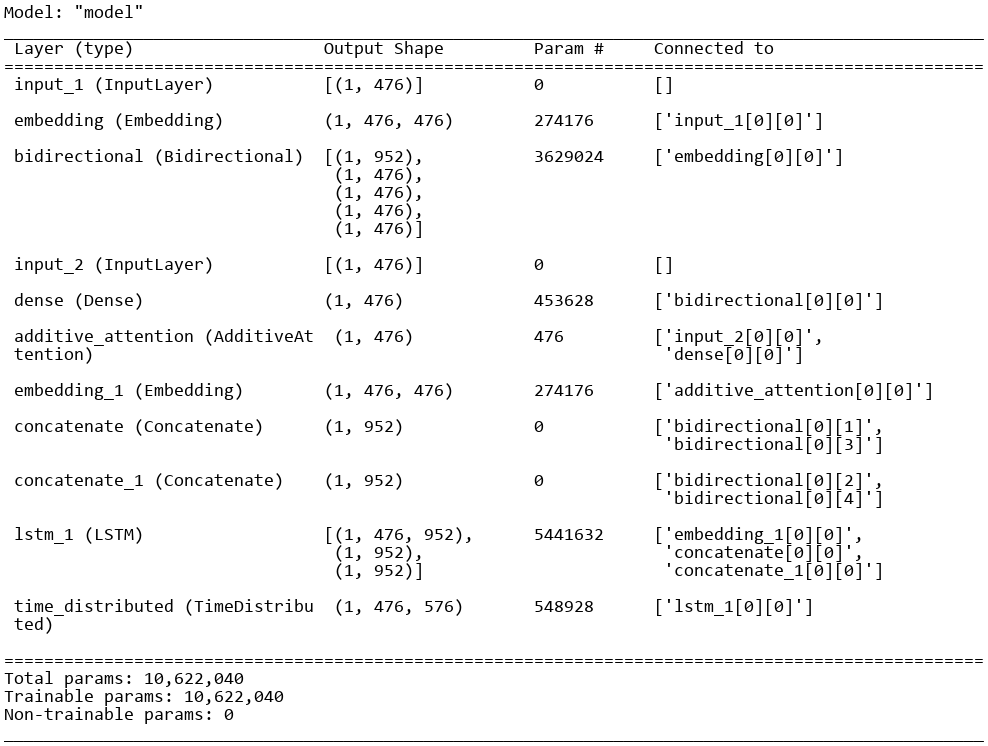 Model: "model"
Layer (type) Output Shape Param # Connected to
input_1 (InputLayer) [(1, 476)] 0 []
embedding (Embedding) (1, 476, 476) 274176 ['input_1[0][0]']
bidirectional (Bidirectional) [(1, 952), 3629024 ['embedding[0][0]']
(1, 476),
(1, 476),
(1, 476),
(1, 476)]
input_2 (InputLayer) [(1, 476)] 0 []
dense (Dense) (1, 476) 453628 ['bidirectional[0][0]']
additive_attention (AdditiveAt (1, 476) 476 ['input_2[0][0]',
tention) 'dense[0][0]']
embedding_1 (Embedding) (1, 476, 476) 274176 ['additive_attention[0][0]']
concatenate (Concatenate) (1, 952) 0 ['bidirectional[0][1]',
'bidirectional[0][3]']
concatenate_1 (Concatenate) (1, 952) 0 ['bidirectional[0][2]',
'bidirectional[0][4]']
lstm_1 (LSTM) [(1, 476, 952), 5441632 ['embedding_1[0][0]',
(1, 952), 'concatenate[0][0]',
(1, 952)] 'concatenate_1[0][0]']
time_distributed (TimeDistribu (1, 476, 576) 548928 ['lstm_1[0][0]']
ted)
Total params: 10,622,040
Trainable params: 10,622,040
Non-trainable params: 0